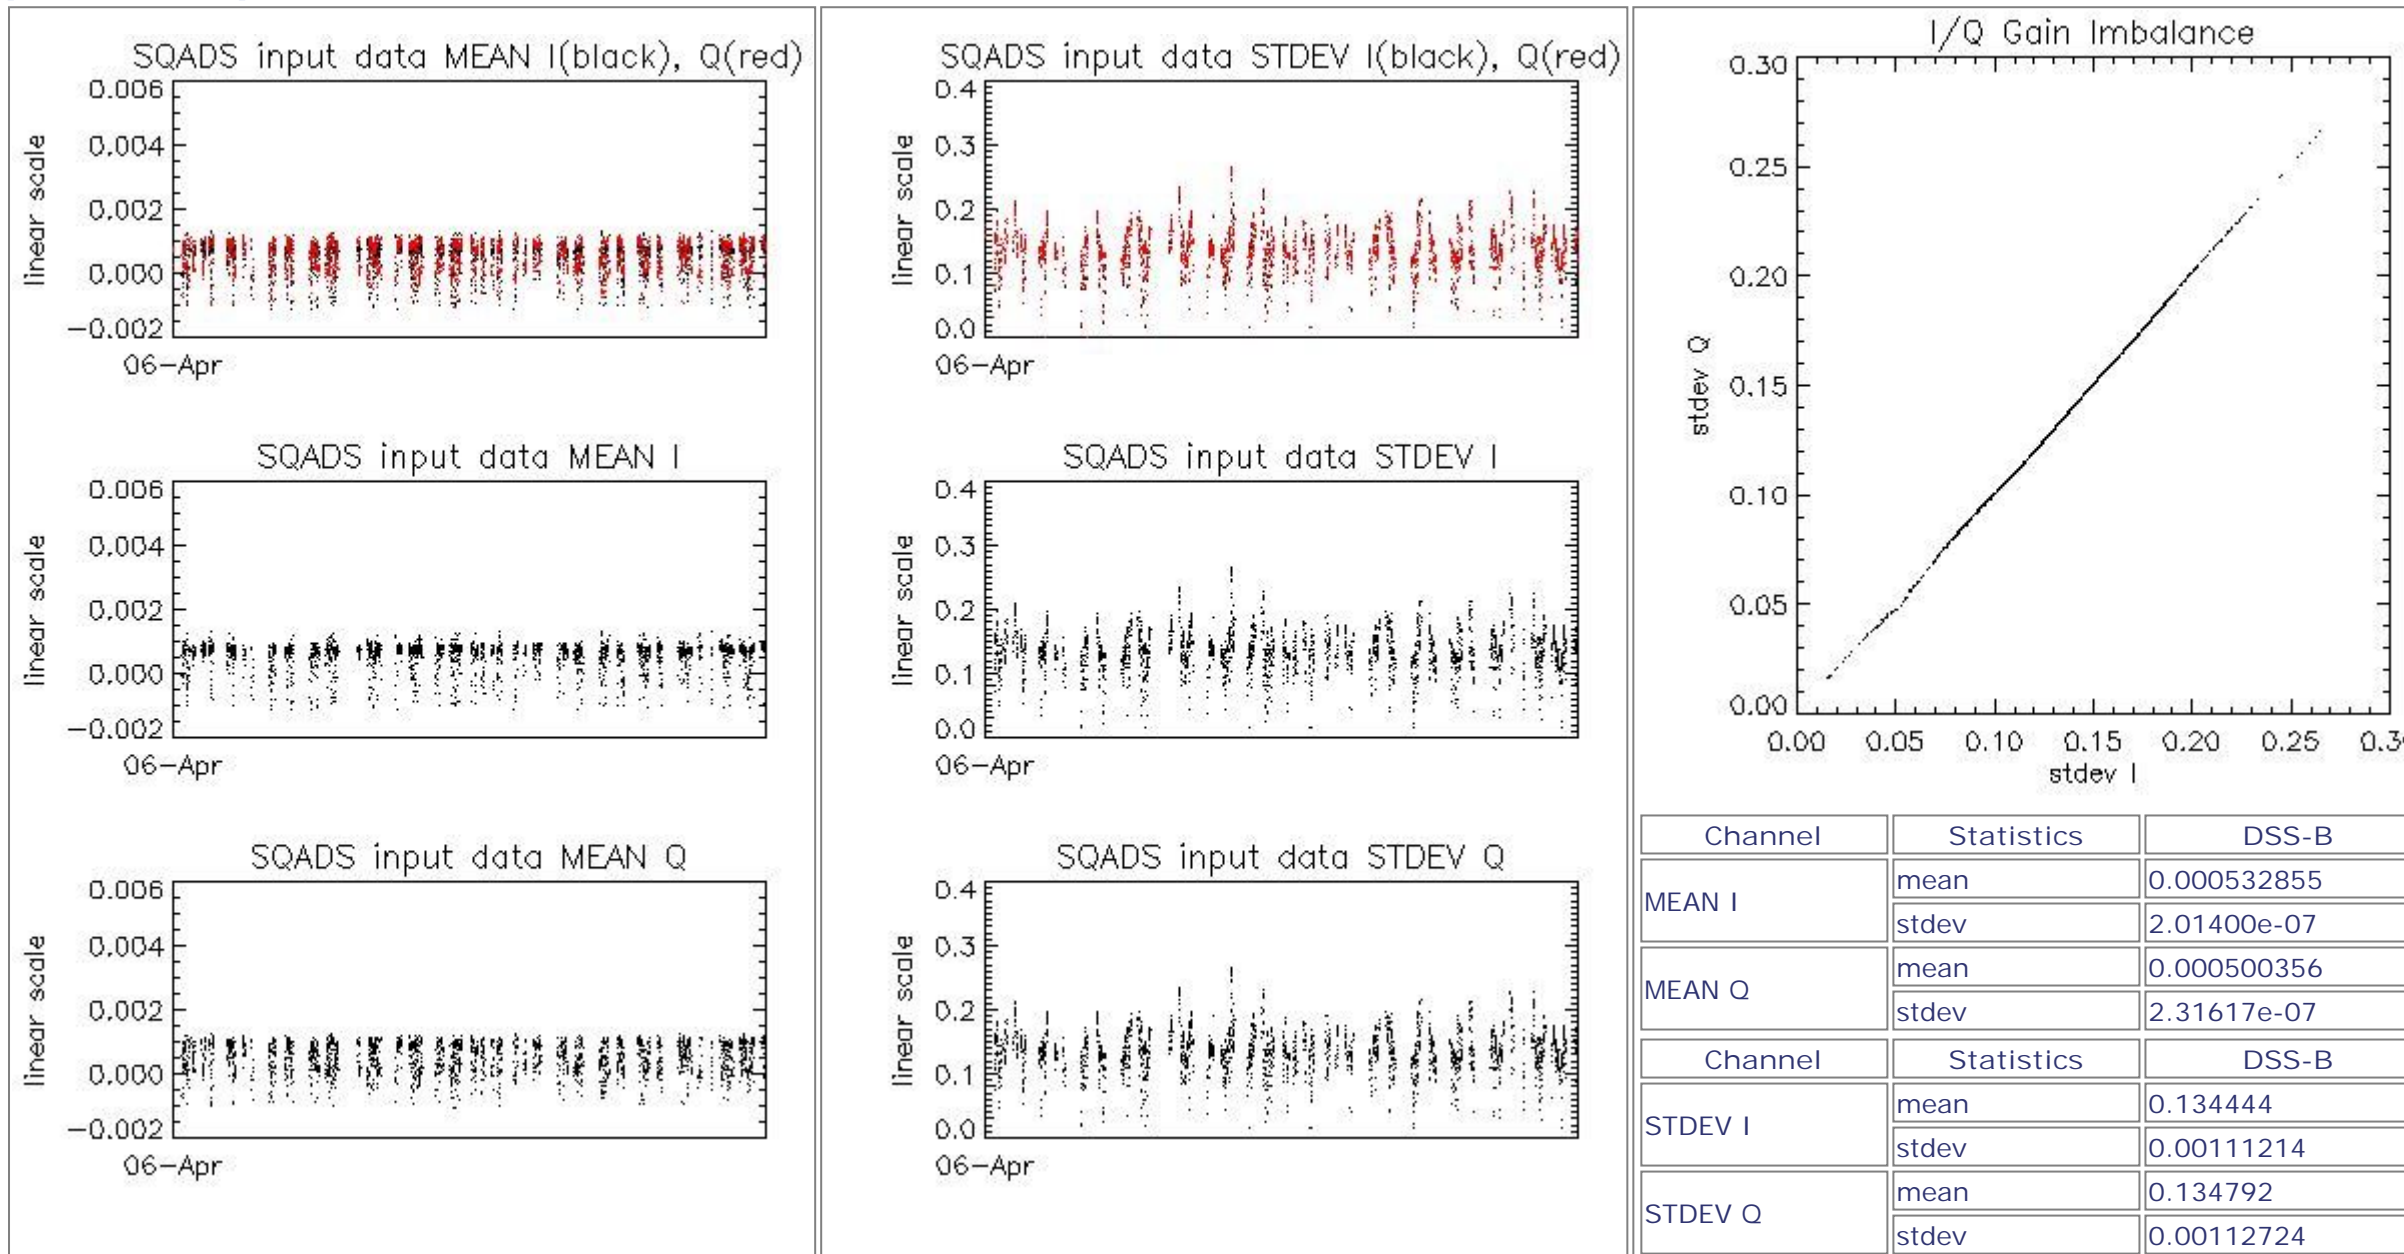 SQADS input data MEAN I(black), Q(red)
0.006
0.004
0.002
0.000
-0.002
linear scale
06-Apr
SQADS input data MEAN I
0.006
0.004
0.002
0.000
-0.002
linear scale
06-Apr
SQADS input data MEAN Q
0.006
0.004
0.002
0.000
-0.002
linear scale
06-Apr
SQADS input data STDEV I(black), Q(red)
0.4
0.3
0.2
0.1
0.0
linear scale
06-Apr
SQADS input data STDEV I
0.4
0.3
0.2
0.1
0.0
linear scale
06-Apr
SQADS input data STDEV Q
0.4
0.3
0.2
0.1
0.0
linear scale
06-Apr
I/Q Gain Imbalance
0.30
0.25
0.20
0.15
0.10
0.05
0.00
stdev Q
0.00 0.05 0.10 0.15 0.20 0.25
stdev I
Channel Statistics DSS-B
MEAN I
mean 0.000532855
stdev 2.01400e-07
MEAN Q
mean 0.000500356
stdev 2.31617e-07
Channel Statistics DSS-B
STDEV I
mean 0.134444
stdev 0.00111214
STDEV Q
mean 0.134792
stdev 0.00112724